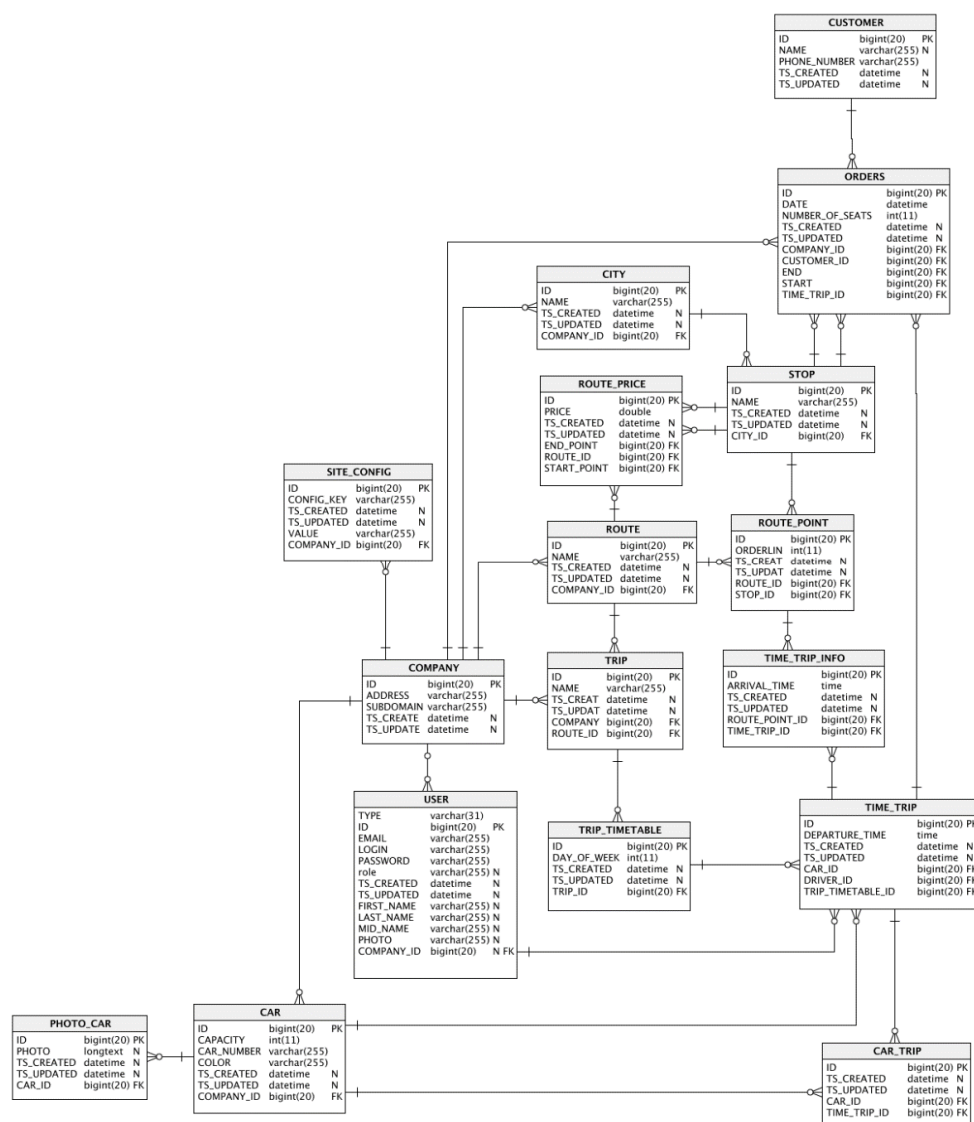 CUSTOMER
ID bigint(20) PK
NAME varchar(255) N
PHONE_NUMBER varchar(255)
TS_CREATED datetime N
TS_UPDATED datetime N
ORDERS
ID bigint(20) PK
DATE datetime
NUMBER_OF_SEATS int(11)
TS_CREATED datetime N
TS_UPDATED datetime N
COMPANY_ID bigint(20) FK
CUSTOMER_ID bigint(20) FK
END bigint(20) FK
START bigint(20) FK
TIME_TRIP_ID bigint(20) FK
CITY
ID bigint(20) PK
NAME varchar(255)
TS_CREATED datetime N
TS_UPDATED datetime N
COMPANY_ID bigint(20) FK
STOP
ID bigint(20) PK
NAME varchar(255)
TS_CREATED datetime N
TS_UPDATED datetime N
CITY_ID bigint(20) FK
ROUTE_PRICE
ID bigint(20) PK
PRICE double
TS_CREATED datetime N
TS_UPDATED datetime N
END_POINT bigint(20) FK
ROUTE_ID bigint(20) FK
START_POINT bigint(20) FK
SITE_CONFIG
ID bigint(20) PK
CONFIG_KEY varchar(255)
TS_CREATED datetime N
TS_UPDATED datetime N
VALUE varchar(255)
COMPANY_ID bigint(20) FK
ROUTE
ID bigint(20) PK
NAME varchar(255)
TS_CREATED datetime N
TS_UPDATED datetime N
COMPANY_ID bigint(20) FK
ROUTE_POINT
ID bigint(20) PK
ORDERLIN int(11)
TS_CREAT datetime N
TS_UPDAT datetime N
ROUTE_ID bigint(20) FK
STOP_ID bigint(20) FK
COMPANY
ID bigint(20) PK
ADDRESS varchar(255)
SUBDOMAIN varchar(255)
TS_CREATE datetime N
TS_UPDATE datetime N
TRIP
ID bigint(20) PK
NAME varchar(255)
TS_CREAT datetime N
TS_UPDAT datetime N
COMPANY bigint(20) FK
ROUTE_ID bigint(20) FK
TIME_TRIP_INFO
ID bigint(20) PK
ARRIVAL_TIME time
TS_CREATED datetime N
TS_UPDATED datetime N
ROUTE_POINT_ID bigint(20) FK
TIME_TRIP_ID bigint(20) FK
USER
TYPE varchar(31)
ID bigint(20) PK
EMAIL varchar(255)
LOGIN varchar(255)
PASSWORD varchar(255)
role varchar(255) N
TS_CREATED datetime N
TS_UPDATED datetime N
FIRST_NAME varchar(255) N
LAST_NAME varchar(255) N
MID_NAME varchar(255) N
PHOTO varchar(255) N
COMPANY_ID bigint(20) N FK
TRIP_TIMETABLE
ID bigint(20) PK
DAY_OF_WEEK int(11)
TS_CREATED datetime N
TS_UPDATED datetime N
TRIP_ID bigint(20) FK
TIME_TRIP
ID bigint(20) PK
DEPARTURE_TIME time
TS_CREATED datetime N
TS_UPDATED datetime N
CAR_ID bigint(20) FK
DRIVER_ID bigint(20) FK
TRIP_TIMETABLE_ID bigint(20) FK
PHOTO_CAR
ID bigint(20) PK
PHOTO longtext N
TS_CREATED datetime N
TS_UPDATED datetime N
CAR_ID bigint(20) FK
CAR
ID bigint(20) PK
CAPACITY int(11)
CAR_NUMBER varchar(255)
COLOR varchar(255)
TS_CREATED datetime N
TS_UPDATED datetime N
COMPANY_ID bigint(20) FK
CAR_TRIP
ID bigint(20) PK
TS_CREATED datetime N
TS_UPDATED datetime N
CAR_ID bigint(20) FK
TIME_TRIP_ID bigint(20) FK